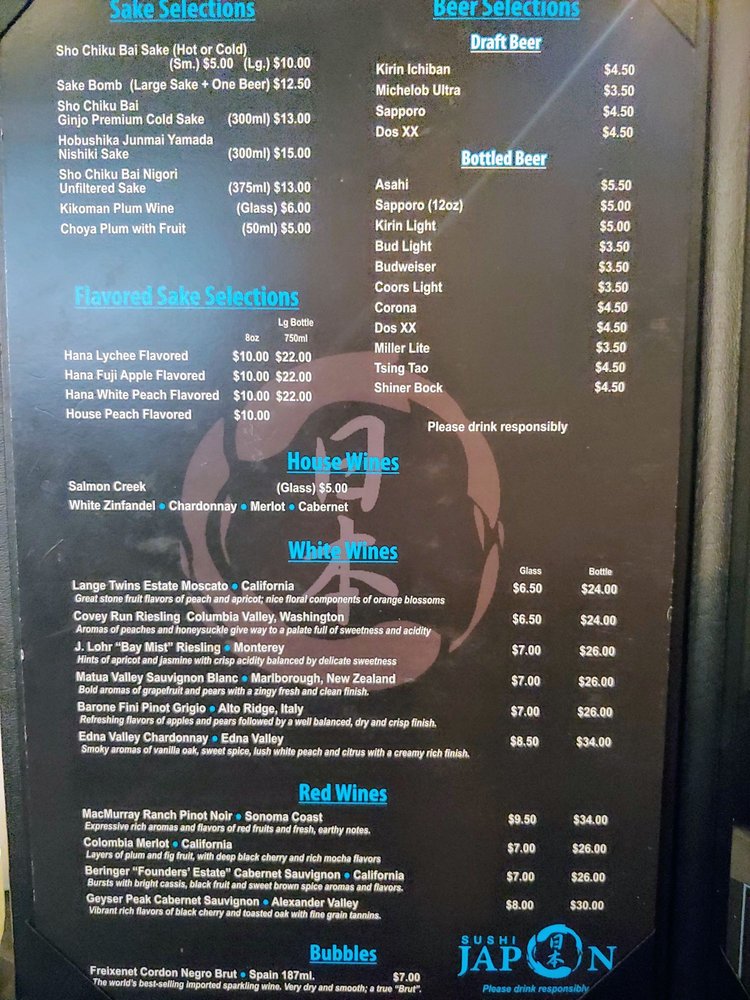 Sake Selections
Sho Chiku Bai Sake (Hot or Cold)
(Sm.) $5.00 (Lg.) $10.00
Sake Bomb (Large Sake + One Beer) $12.50
Sho Chiku Bai
Ginjo Premium Cold Sake (300ml) $13.00
Hobushika Junmai Yamada
Nishiki Sake (300ml) $15.00
Sho Chiku Bai Nigori
Unfiltered Sake (375ml) $13.00
Kikoman Plum Wine (Glass) $6.00
Choya Plum with Fruit (50ml) $5.00
Flavored Sake Selections
Lg Bottle
8oz 750ml
Hana Lychee Flavored $10.00 $22.00
Hana Fuji Apple Flavored $10.00 $22.00
Hana White Peach Flavored $10.00 $22.00
House Peach Flavored $10.00
Beer Selections
Draft Beer
Kirin Ichiban $4.50
Michelob Ultra $3.50
Sapporo $4.50
Dos XX $4.50
Bottled Beer
Asahi $5.50
Sapporo (12oz) $5.00
Kirin Light $5.00
Bud Light $3.50
Budweiser $3.50
Coors Light $3.50
Corona $4.50
Dos XX $4.50
Miller Lite $3.50
Tsing Tao $4.50
Shiner Bock $4.50
Please drink responsibly
日本
House Wines
Salmon Creek (Glass) $5.00
White Zinfandel • Chardonnay • Merlot • Cabernet
White Wines
Glass Bottle
Lange Twins Estate Moscato • California $6.50 $24.00
Great stone fruit flavors of peach and apricot; nice floral components of orange blossoms
Covey Run Riesling Columbia Valley, Washington $6.50 $24.00
Aromas of peaches and honeysuckle give way to a palate full of sweetness and acidity
J. Lohr “Bay Mist” Riesling • Monterey $7.00 $26.00
Hints of apricot and jasmine with crisp acidity balanced by delicate sweetness
Matua Valley Sauvignon Blanc • Marlborough, New Zealand $7.00 $26.00
Bold aromas of grapefruit and pears with a zingy fresh and clean finish.
Barone Fini Pinot Grigio • Alto Ridge, Italy $7.00 $26.00
Refreshing flavors of apples and pears followed by a well balanced, dry and crisp finish.
Edna Valley Chardonnay • Edna Valley $8.50 $34.00
Smoky aromas of vanilla oak, sweet spice, lush white peach and citrus with a creamy rich finish.
Red Wines
MacMurray Ranch Pinot Noir • Sonoma Coast $9.50 $34.00
Expressive rich aromas and flavors of red fruits and fresh, earthy notes.
Colombia Merlot • California $7.00 $26.00
Layers of plum and fig fruit, with deep black cherry and rich mocha flavors
Beringer “Founders’ Estate” Cabernet Sauvignon • California $7.00 $26.00
Bursts with bright cassis, black fruit and sweet brown spice aromas and flavors.
Geyser Peak Cabernet Sauvignon • Alexander Valley $8.00 $30.00
Vibrant rich flavors of black cherry and toasted oak with fine grain tannins.
Bubbles
Freixenet Cordon Negro Brut • Spain 187ml. $7.00
The world's best-selling imported sparkling wine. Very dry and smooth; a true “Brut”.
SUSHI
JAP日本N
Please drink responsibly